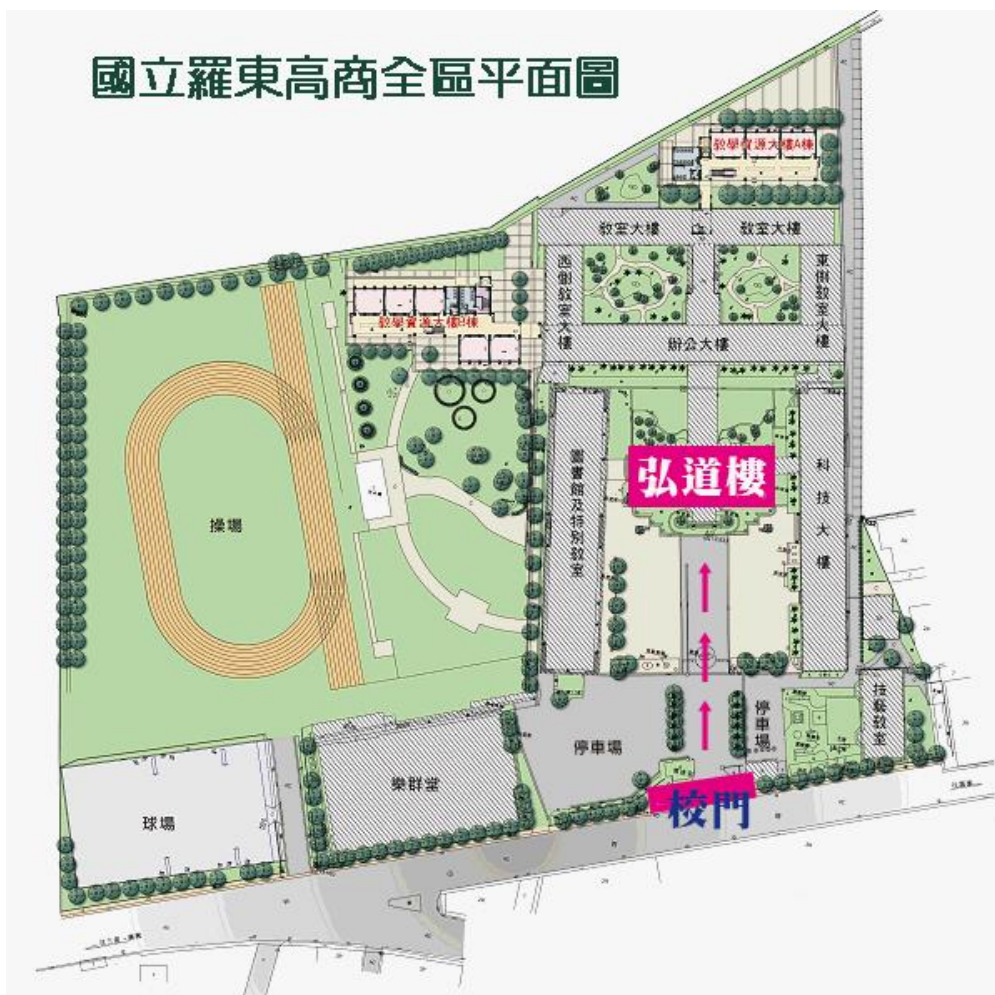 國立羅東高商全區平面圖
教學資源大樓A棟
教室大樓
教室大樓
西側教室大樓
東側教室大樓
教學資源大樓B棟
辦公大樓
弘道樓
圖書館及特別教室
科技大樓
操場
停車場
停車場
技藝教室
樂群堂
球場
校門